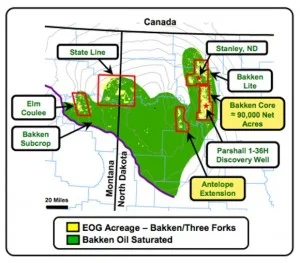 Canada
State Line
Stanley, ND
Bakken
Lite
Elm
Coulee
Bakken Core
≈ 90,000 Net
Acres
Bakken
Subcrop
Parshall 1-36H
Discovery Well
Montana
North Dakota
Antelope
Extension
20 Miles
EOG Acreage – Bakken/Three Forks
Bakken Oil Saturated